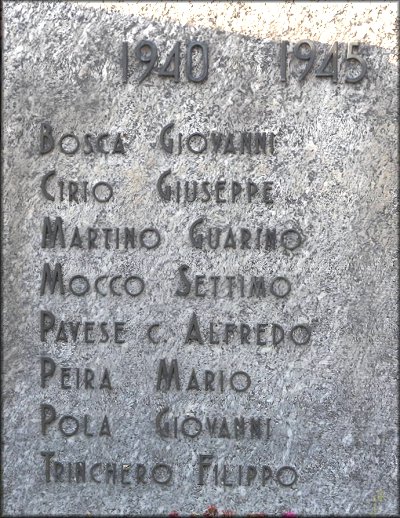 1940 1945
Bosca Giovanni
Cirio Giuseppe
Martino Guarino
Mocco Settimo
Pavese c. Alfredo
Peira Mario
Pola Giovanni
Trinchero Filippo